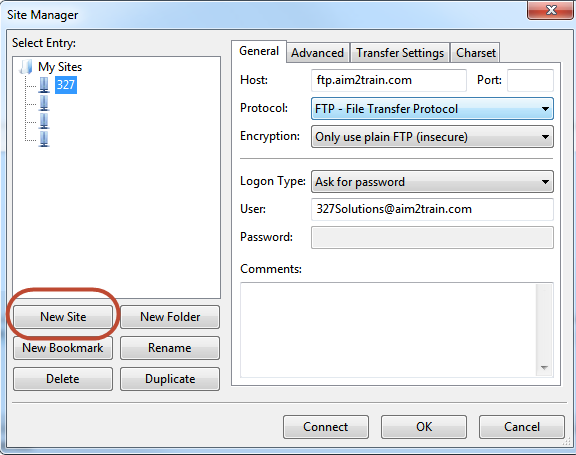 Site Manager
Select Entry:
My Sites
327
New Site
New Folder
New Bookmark
Rename
Delete
Duplicate
General
Advanced
Transfer Settings
Charset
Host:
ftp.aim2train.com
Port:
Protocol:
FTP - File Transfer Protocol
Encryption:
Only use plain FTP (insecure)
Logon Type:
Ask for password
User:
327Solutions@aim2train.com
Password:
Comments:
Connect
OK
Cancel